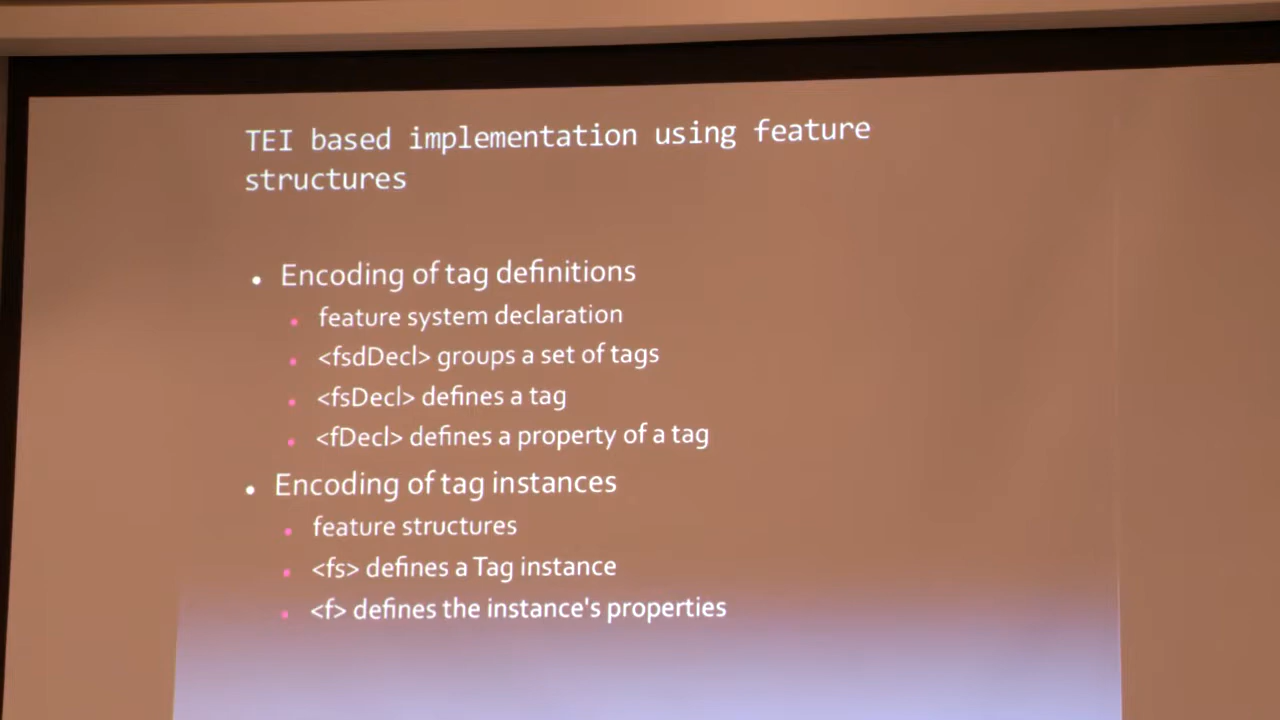 TEI based implementation using feature
structures
• Encoding of tag definitions
• feature system declaration
• <fsdDecl> groups a set of tags
• <fsDecl> defines a tag
• <fDecl> defines a property of a tag
• Encoding of tag instances
• feature structures
• <fs> defines a Tag instance
• <f> defines the instance's properties